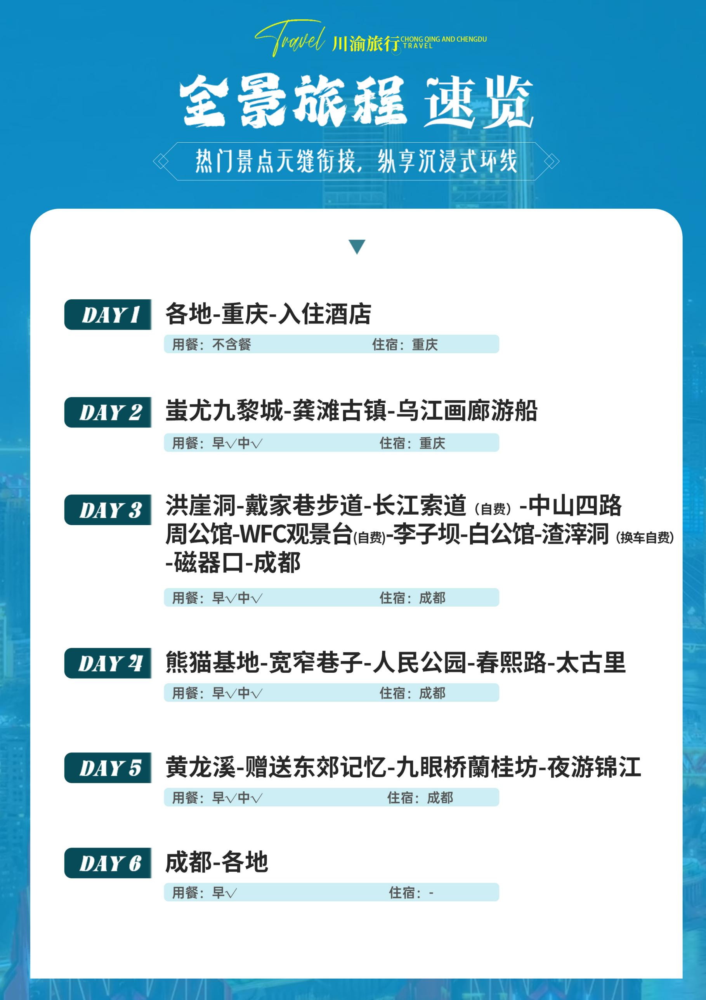 Travel 川渝旅行 CHONG QING AND CHENGDU
TRAVEL
全景旅程 速览
热门景点无缝衔接，纵享沉浸式环线
DAY 1 各地-重庆-入住酒店
用餐：不含餐 住宿：重庆
DAY 2 蚩尤九黎城-龚滩古镇-乌江画廊游船
用餐：早√中√ 住宿：重庆
DAY 3 洪崖洞-戴家巷步道-长江索道（自费）-中山四路
周公馆-WFC观景台(自费)-李子坝-白公馆-渣滓洞（换车自费）
-磁器口-成都
用餐：早√中√ 住宿：成都
DAY 4 熊猫基地-宽窄巷子-人民公园-春熙路-太古里
用餐：早√中√ 住宿：成都
DAY 5 黄龙溪-赠送东郊记忆-九眼桥蘭桂坊-夜游锦江
用餐：早√中√ 住宿：成都
DAY 6 成都-各地
用餐：早√ 住宿：-